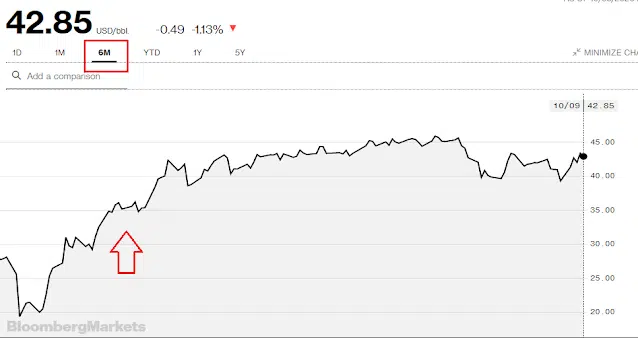 42.85 USD/bbl. -0.49 -1.13% ▼
1D 1M 6M YTD 1Y 5Y MINIMIZE CHA
Add a comparison
10/09 42.85
45.00
40.00
35.00
30.00
25.00
20.00
BloombergMarkets